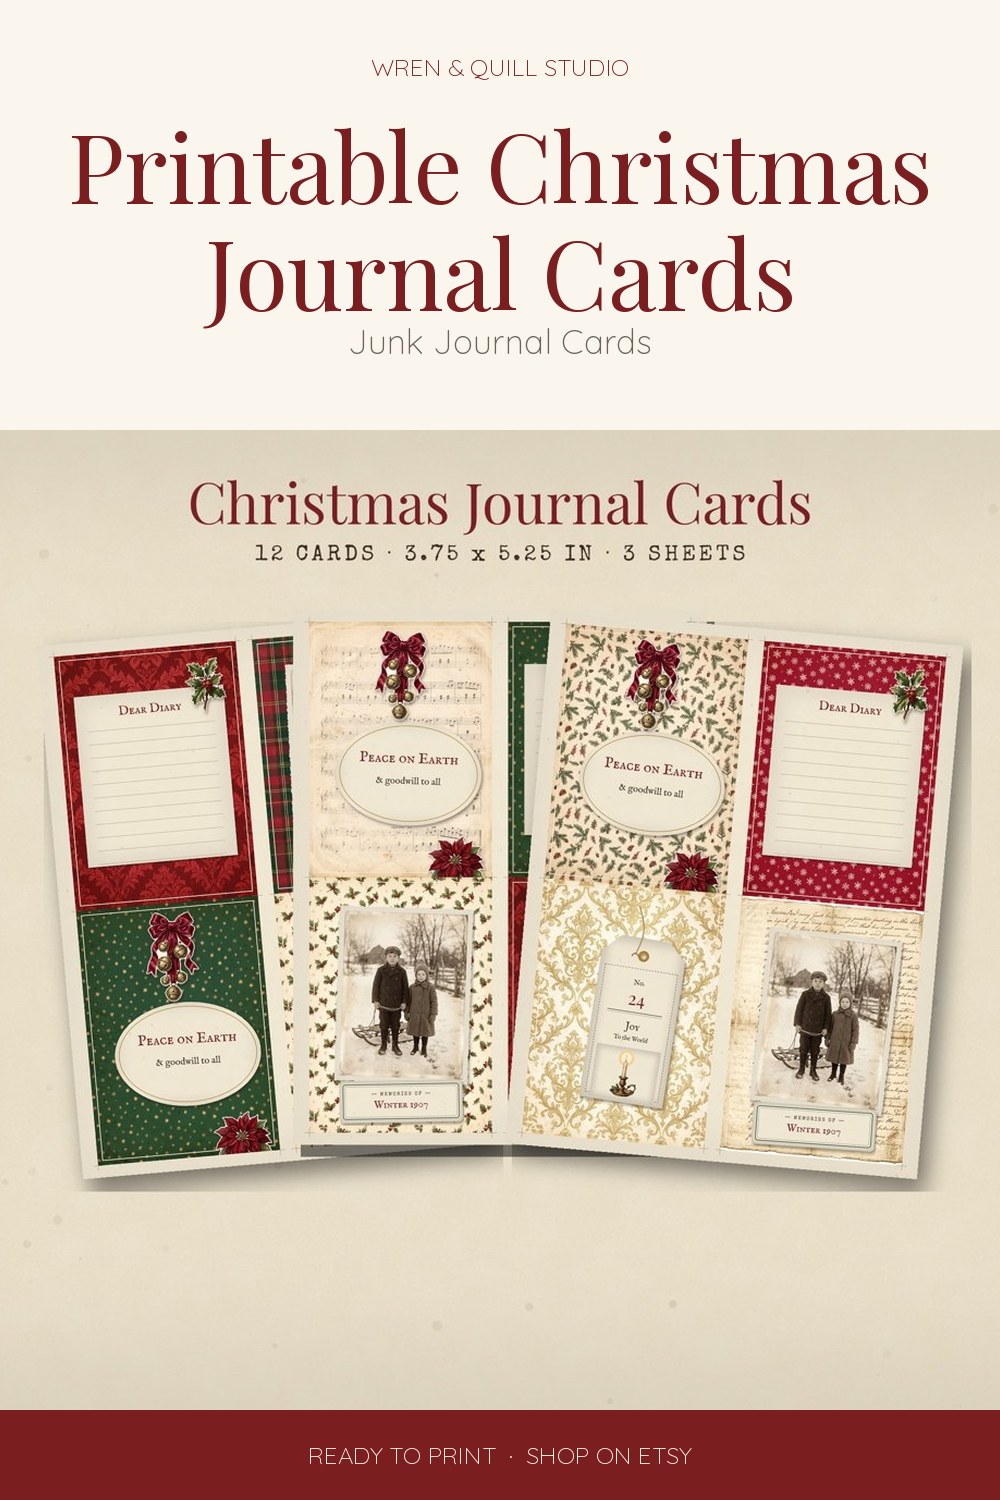 WREN & QUILL STUDIO
Printable Christmas
Journal Cards
Junk Journal Cards
Christmas Journal Cards
12 CARDS · 3.75 x 5.25 IN · 3 SHEETS
DEAR DIARY
PEACE ON EARTH
& goodwill to all
PEACE ON EARTH
& goodwill to all
MEMORIES OF
WINTER 1907
PEACE ON EARTH
& goodwill to all
No.
24
JOY
To the World
DEAR DIARY
MEMORIES OF
WINTER 1907
READY TO PRINT · SHOP ON ETSY